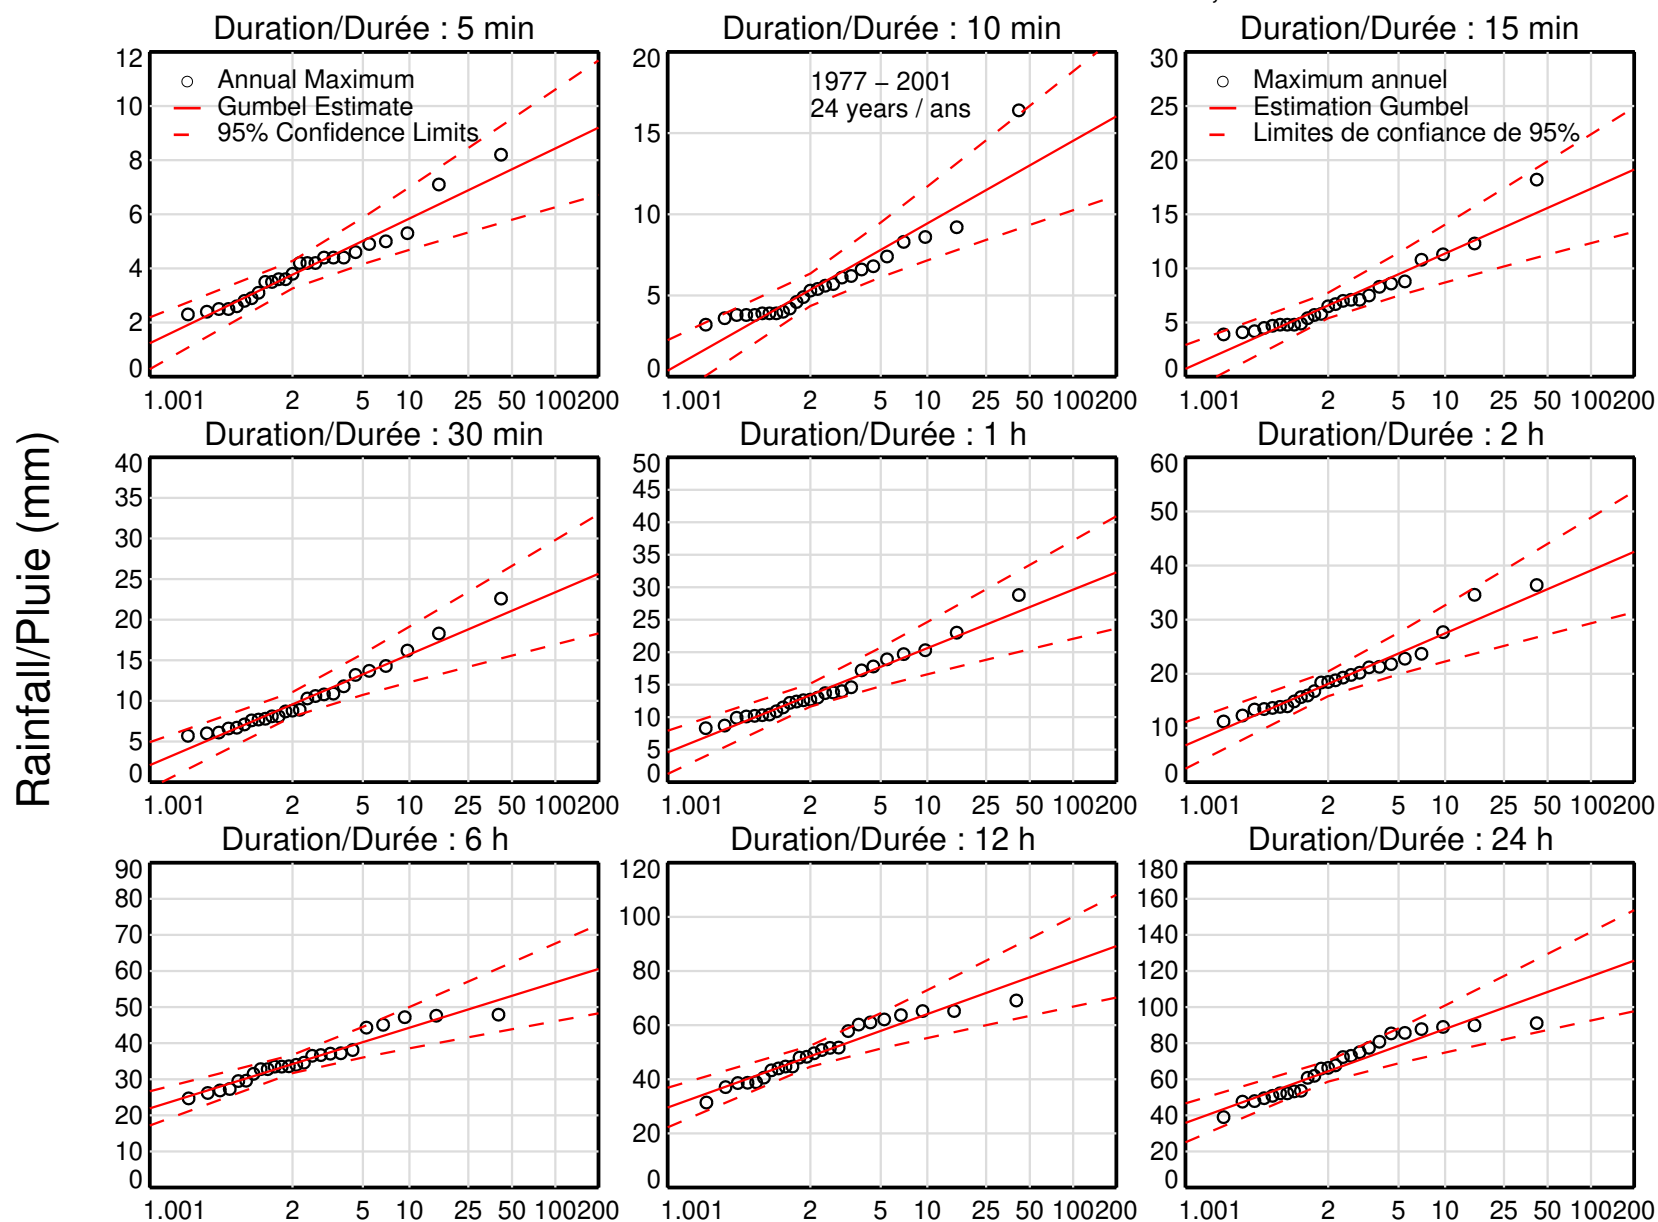 Duration/Durée : 5 min
12
10
8
6
4
2
0
Annual Maximum
Gumbel Estimate
95% Confidence Limits
1.001 2 5 10 25 50 100200
Duration/Durée : 10 min
20
15
10
5
0
1977 – 2001
24 years / ans
1.001 2 5 10 25 50 100200
Duration/Durée : 15 min
30
25
20
15
10
5
0
Maximum annuel
Estimation Gumbel
Limites de confiance de 95%
1.001 2 5 10 25 50 100200
Rainfall/Pluie (mm)
Duration/Durée : 30 min
40
35
30
25
20
15
10
5
0
1.001 2 5 10 25 50 100200
Duration/Durée : 1 h
50
45
40
35
30
25
20
15
10
5
0
1.001 2 5 10 25 50 100200
Duration/Durée : 2 h
60
50
40
30
20
10
0
1.001 2 5 10 25 50 100200
Duration/Durée : 6 h
90
80
70
60
50
40
30
20
10
0
1.001 2 5 10 25 50 100200
Duration/Durée : 12 h
120
100
80
60
40
20
0
1.001 2 5 10 25 50 100200
Duration/Durée : 24 h
180
160
140
120
100
80
60
40
20
0
1.001 2 5 10 25 50 100200